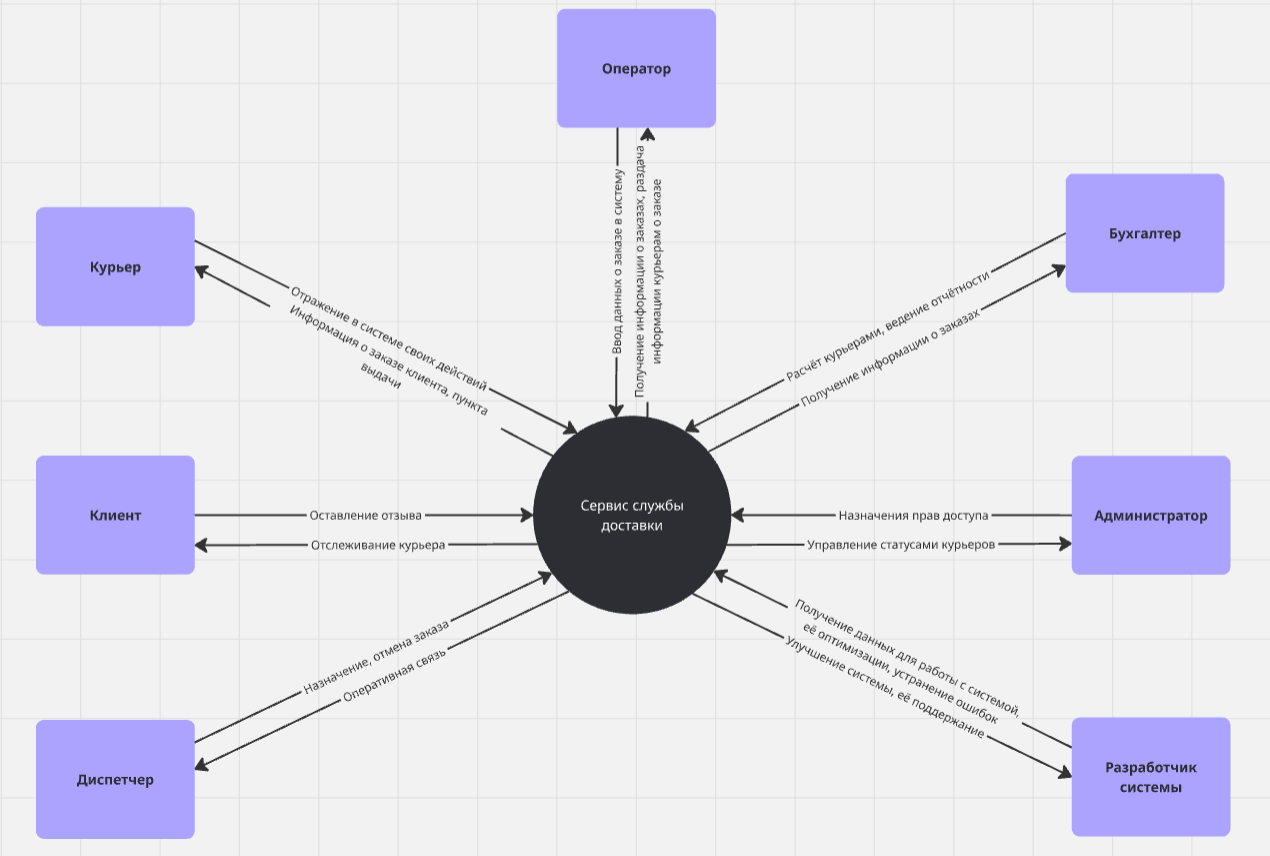 Оператор
Ввод данных о заказе в систему
Получение информации о заказах, раздача
информации курьерам о заказе
Бухгалтер
Расчёт курьерами, ведение отчётности
Получение информации о заказах
Курьер
Отражение в системе своих действий
Информация о заказе клиента, пункта
выдачи
Клиент
Оставление отзыва
Отслеживание курьера
Сервис службы
доставки
Назначения прав доступа
Управление статусами курьеров
Администратор
Назначение, отмена заказа
Оперативная связь
Диспетчер
Получение данных для работы с системой,
её оптимизации, устранение ошибок
Улучшение системы, её поддержание
Разработчик
системы